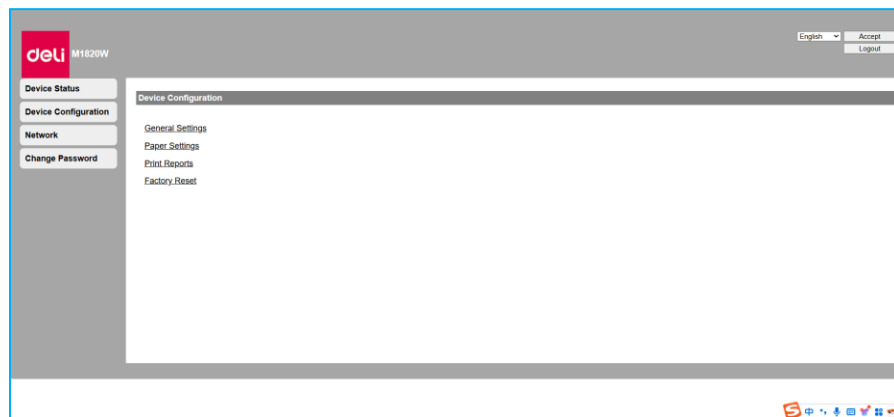 deli M1820W
English
Accept
Logout
Device Status
Device Configuration
Network
Change Password
Device Configuration
General Settings
Paper Settings
Print Reports
Factory Reset
中